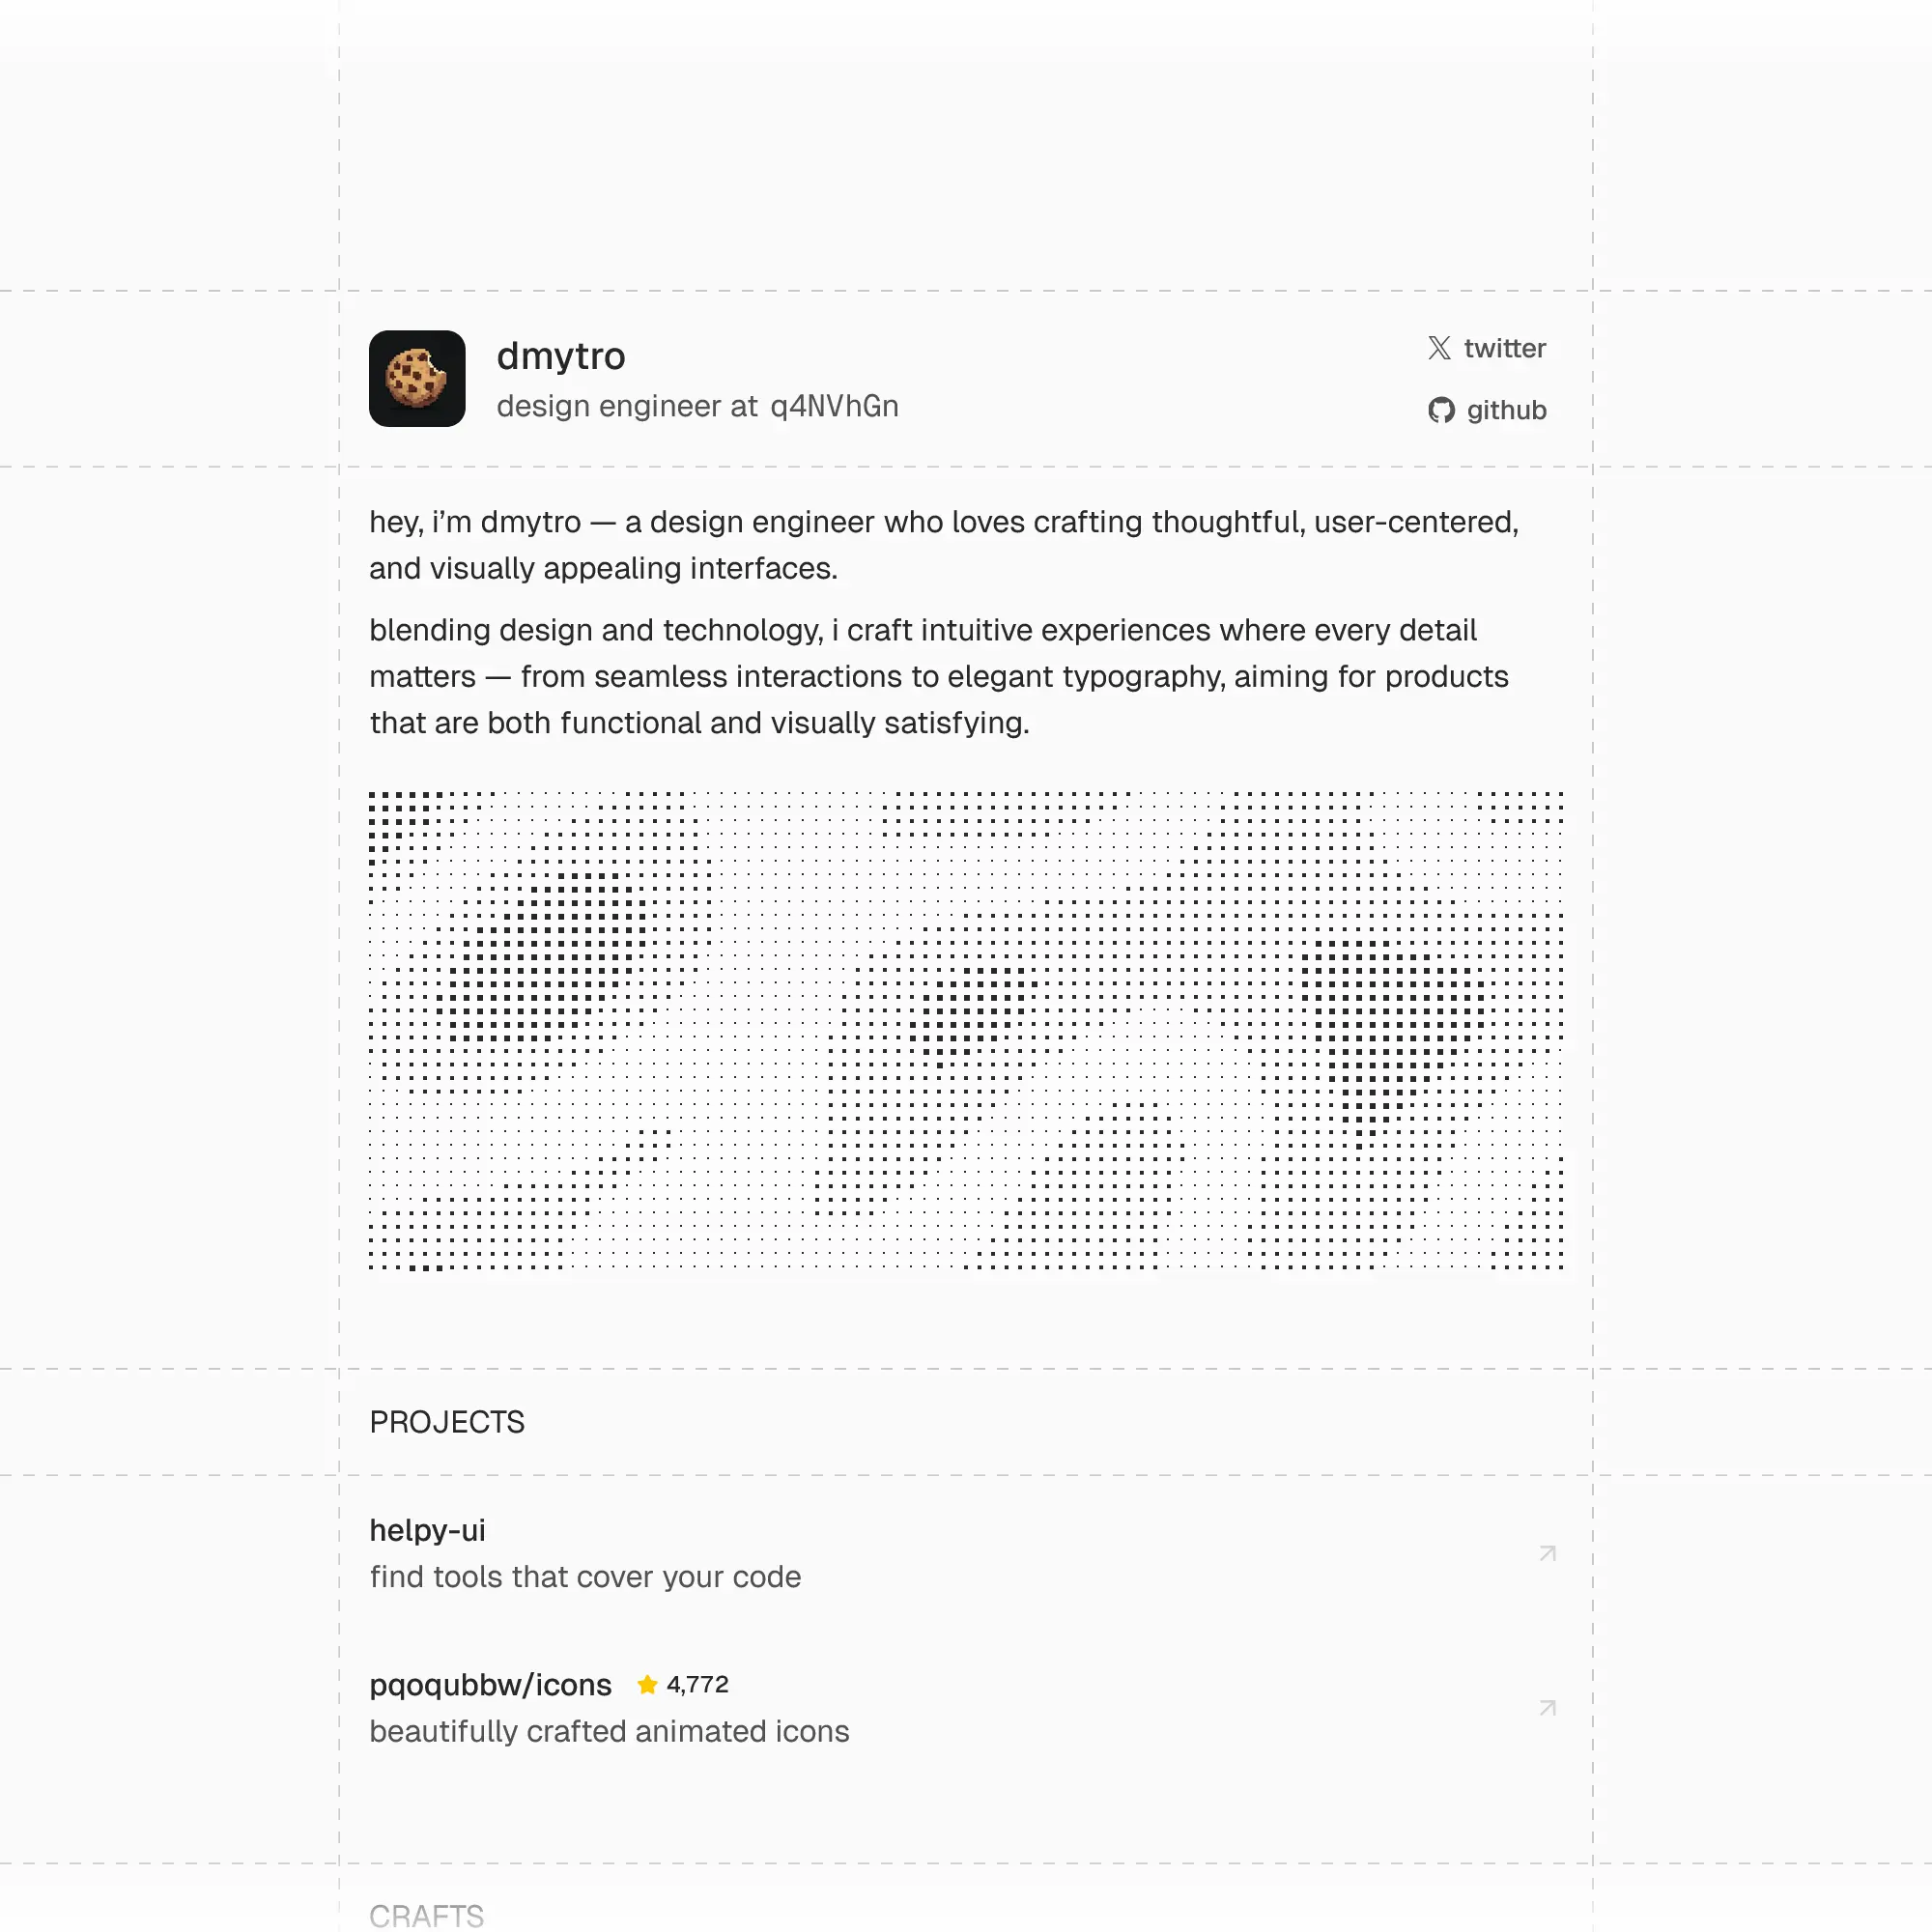 dmytro
design engineer at q4NVhGn
twitter
github
hey, i’m dmytro — a design engineer who loves crafting thoughtful, user-centered,
and visually appealing interfaces.
blending design and technology, i craft intuitive experiences where every detail
matters — from seamless interactions to elegant typography, aiming for products
that are both functional and visually satisfying.
PROJECTS
helpy-ui
find tools that cover your code
pqoqubbw/icons 4,772
beautifully crafted animated icons
CRAFTS